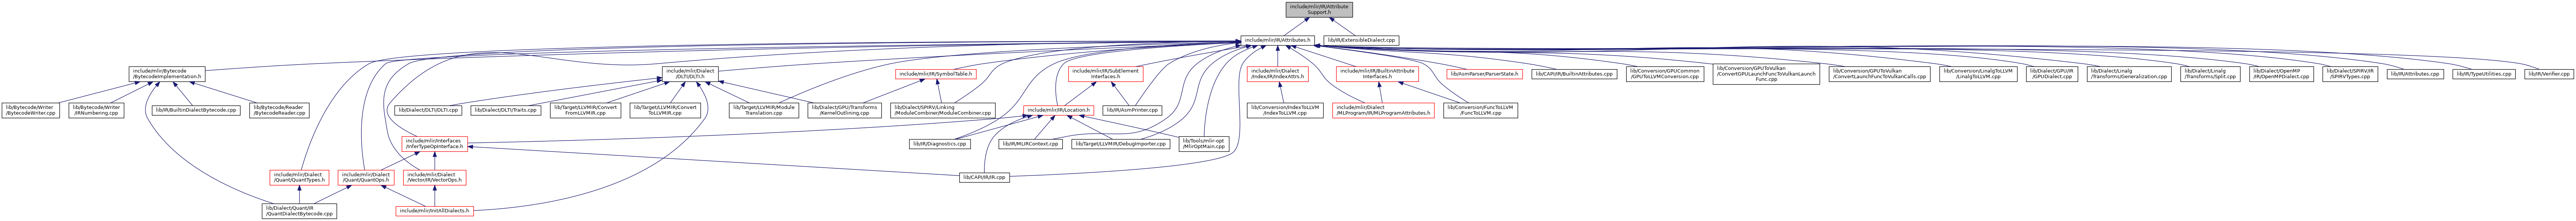 include/mlir/IR/Attribute
Support.h
include/mlir/IR/Attributes.h
lib/IR/ExtensibleDialect.cpp
include/mlir/Bytecode
/BytecodeImplementation.h
include/mlir/Dialect
/DLTI/DLTI.h
include/mlir/IR/SymbolTable.h
include/mlir/IR/SubElement
Interfaces.h
include/mlir/Dialect
/Index/IR/IndexAttrs.h
include/mlir/IR/BuiltinAttribute
Interfaces.h
lib/AsmParser/ParserState.h
lib/CAPI/IR/BuiltinAttributes.cpp
lib/Conversion/GPUCommon
/GPUToLLVMConversion.cpp
lib/Conversion/GPUToVulkan
/ConvertGPULaunchFuncToVulkanLaunch
Func.cpp
lib/Conversion/GPUToVulkan
/ConvertLaunchFuncToVulkanCalls.cpp
lib/Conversion/LinalgToLLVM
/LinalgToLLVM.cpp
lib/Dialect/GPU/IR
/GPUDialect.cpp
lib/Dialect/Linalg
/Transforms/Generalization.cpp
lib/Dialect/Linalg
/Transforms/Split.cpp
lib/Dialect/OpenMP
/IR/OpenMPDialect.cpp
lib/Dialect/SPIRV/IR
/SPIRVTypes.cpp
lib/IR/Attributes.cpp
lib/IR/TypeUtilities.cpp
lib/IR/Verifier.cpp
lib/Bytecode/Writer
/BytecodeWriter.cpp
lib/Bytecode/Writer
/IRNumbering.cpp
lib/IR/BuiltinDialectBytecode.cpp
lib/Bytecode/Reader
/BytecodeReader.cpp
lib/Dialect/DLTI/DLTI.cpp
lib/Dialect/DLTI/Traits.cpp
lib/Target/LLVMIR/Convert
FromLLVMIR.cpp
lib/Target/LLVMIR/Convert
ToLLVMIR.cpp
lib/Target/LLVMIR/Module
Translation.cpp
lib/Dialect/GPU/Transforms
/KernelOutlining.cpp
lib/Dialect/SPIRV/Linking
/ModuleCombiner/ModuleCombiner.cpp
include/mlir/IR/Location.h
lib/IR/AsmPrinter.cpp
lib/Conversion/IndexToLLVM
/IndexToLLVM.cpp
include/mlir/Dialect
/MLProgram/IR/MLProgramAttributes.h
lib/Conversion/FuncToLLVM
/FuncToLLVM.cpp
include/mlir/Interfaces
/InferTypeOpInterface.h
lib/IR/Diagnostics.cpp
lib/IR/MLIRContext.cpp
lib/Target/LLVMIR/DebugImporter.cpp
lib/Tools/mlir-opt
/MlirOptMain.cpp
include/mlir/Dialect
/Quant/QuantTypes.h
include/mlir/Dialect
/Quant/QuantOps.h
include/mlir/Dialect
/Vector/IR/VectorOps.h
lib/CAPI/IR/IR.cpp
lib/Dialect/Quant/IR
/QuantDialectBytecode.cpp
include/mlir/InitAllDialects.h